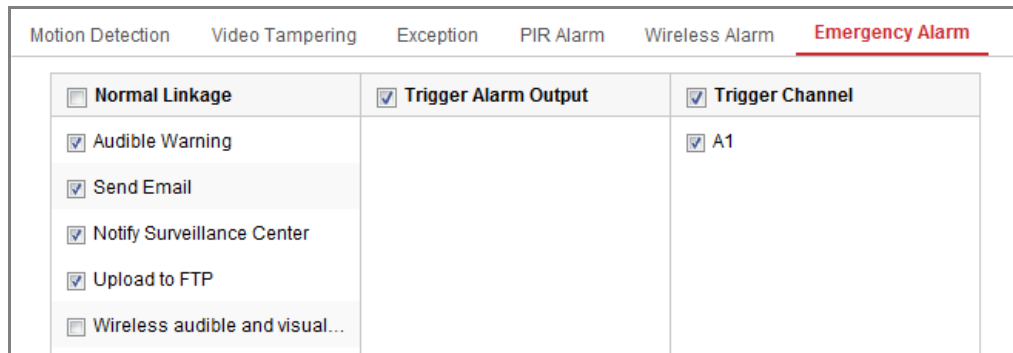 Motion Detection Video Tampering Exception PIR Alarm Wireless Alarm Emergency Alarm
Normal Linkage Trigger Alarm Output Trigger Channel
Audible Warning A1
Send Email
Notify Surveillance Center
Upload to FTP
Wireless audible and visual...